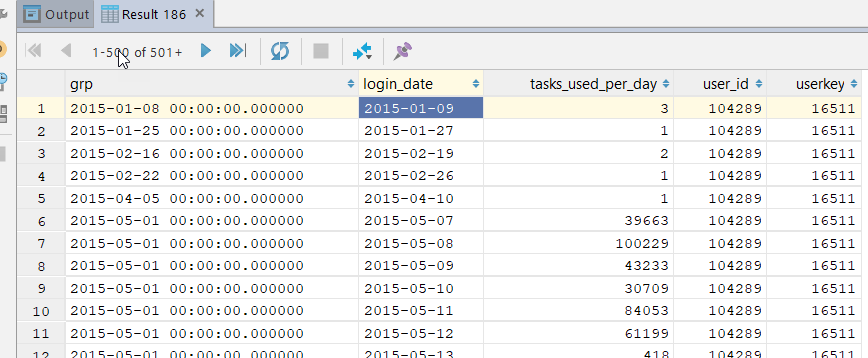 Output Result 186
1-500 of 501+
grp login_date tasks_used_per_day user_id userkey
1 2015-01-08 00:00:00.000000 2015-01-09 3 104289 16511
2 2015-01-25 00:00:00.000000 2015-01-27 1 104289 16511
3 2015-02-16 00:00:00.000000 2015-02-19 2 104289 16511
4 2015-02-22 00:00:00.000000 2015-02-26 1 104289 16511
5 2015-04-05 00:00:00.000000 2015-04-10 1 104289 16511
6 2015-05-01 00:00:00.000000 2015-05-07 39663 104289 16511
7 2015-05-01 00:00:00.000000 2015-05-08 100229 104289 16511
8 2015-05-01 00:00:00.000000 2015-05-09 43233 104289 16511
9 2015-05-01 00:00:00.000000 2015-05-10 30709 104289 16511
10 2015-05-01 00:00:00.000000 2015-05-11 84053 104289 16511
11 2015-05-01 00:00:00.000000 2015-05-12 61199 104289 16511
12 2015-05-01 00:00:00.000000 2015-05-13 418 104289 16511